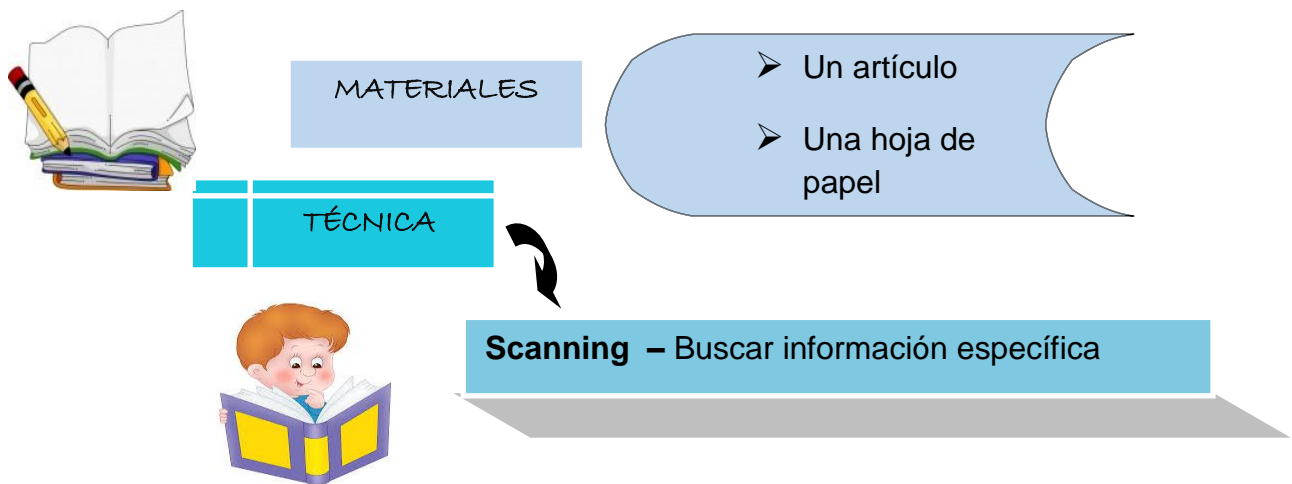 MATERIALES
➤ Un artículo
➤ Una hoja de
papel
TÉCNICA
Scanning – Buscar información específica